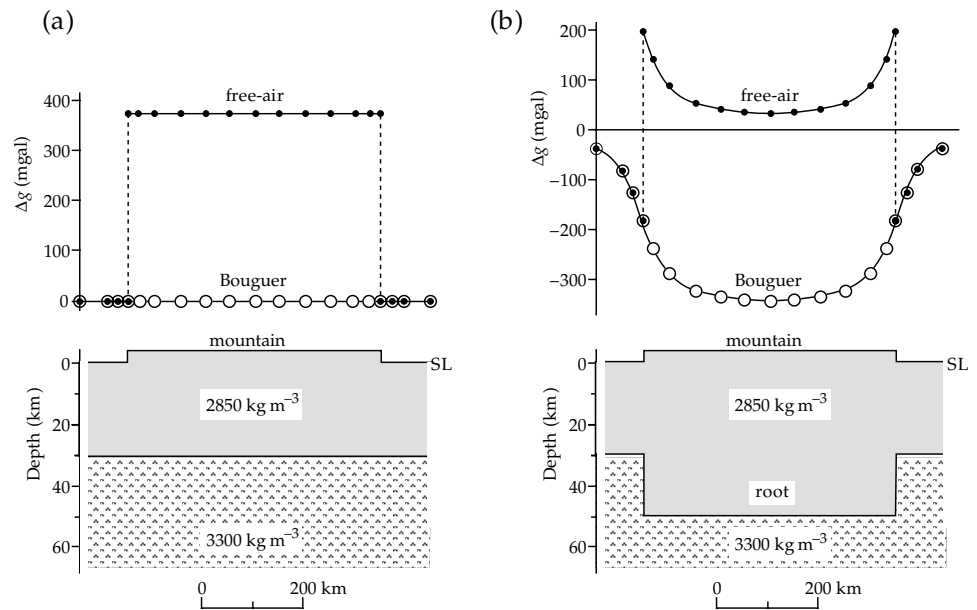 (a)
400
300
200
100
0
Δg (mgal)
free-air
Bouguer
mountain
SL
0
20
40
60
Depth (km)
2850 kg m⁻³
3300 kg m⁻³
0 200 km
(b)
200
100
0
−100
−200
−300
Δg (mgal)
free-air
Bouguer
mountain
SL
0
20
40
60
Depth (km)
2850 kg m⁻³
root
3300 kg m⁻³
0 200 km